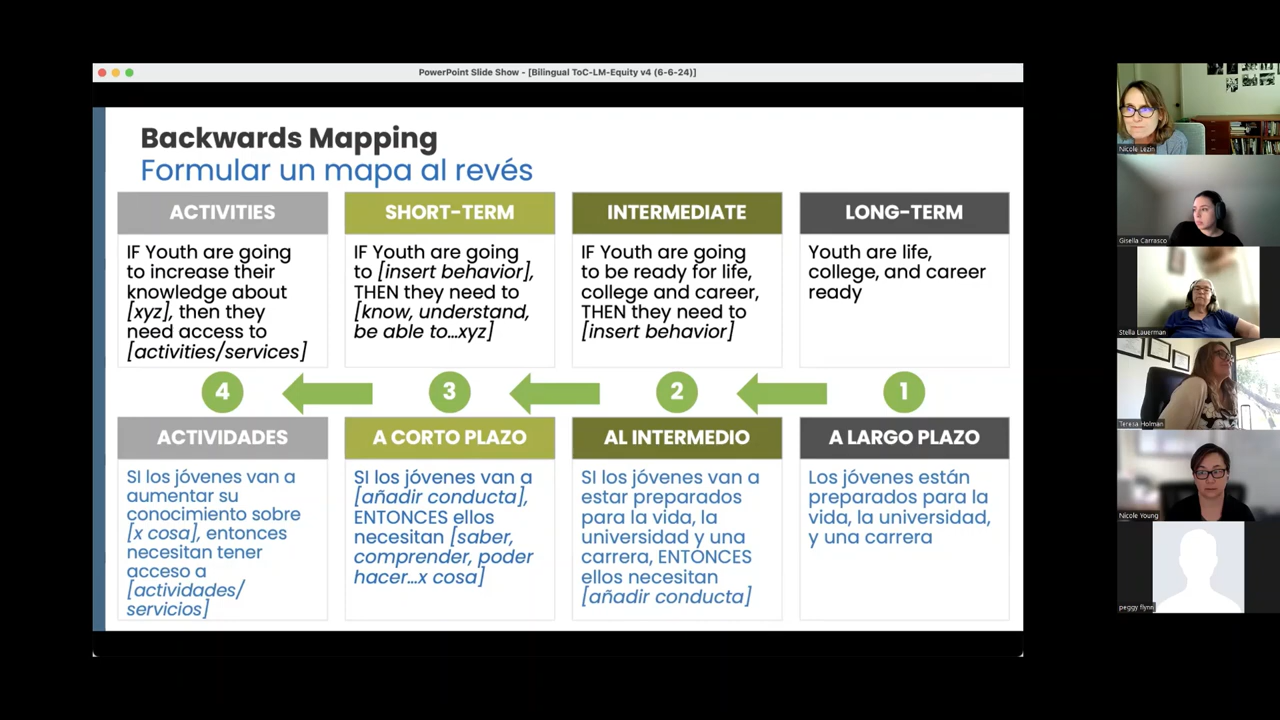 PowerPoint Slide Show - [Bilingual ToC-LM-Equity v4 (6-6-24)]
Backwards Mapping
Formular un mapa al revés
ACTIVITIES
IF Youth are going
to increase their
knowledge about
[xyz], then they
need access to
[activities/services]
SHORT-TERM
IF Youth are going
to [insert behavior],
THEN they need to
[know, understand,
be able to...xyz]
INTERMEDIATE
IF Youth are going
to be ready for life,
college and career,
THEN they need to
[insert behavior]
LONG-TERM
Youth are life,
college, and career
ready
4
3
2
1
ACTIVIDADES
SI los jóvenes van a
aumentar su
conocimiento sobre
[x cosa], entonces
necesitan tener
acceso a
[actividades/
servicios]
A CORTO PLAZO
SI los jóvenes van a
[añadir conducta],
ENTONCES ellos
necesitan [saber,
comprender, poder
hacer...x cosa]
AL INTERMEDIO
SI los jóvenes van a
estar preparados
para la vida, la
universidad y una
carrera, ENTONCES
ellos necesitan
[añadir conducta]
A LARGO PLAZO
Los jóvenes están
preparados para la
vida, la universidad,
y una carrera
Nicole Lezin
Gisella Carrasco
Stella Lauerman
Teresa Holman
Nicole Young
peggy flynn